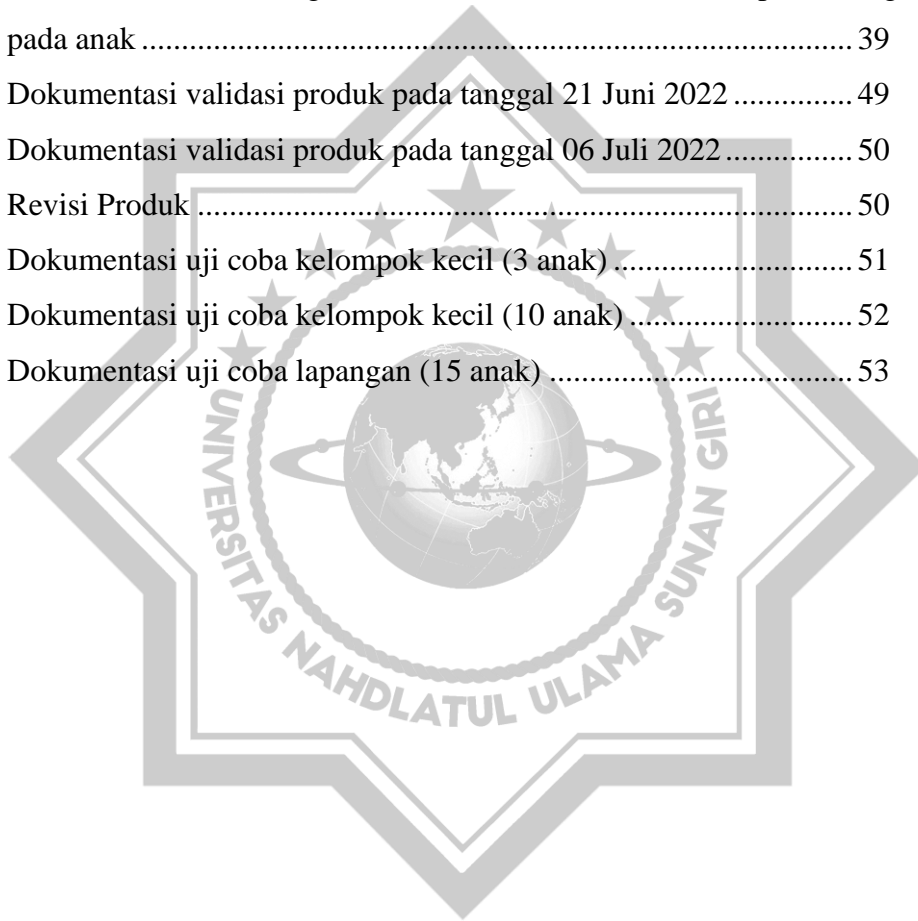 pada anak ........................................................................................ 39
Dokumentasi validasi produk pada tanggal 21 Juni 2022 ............... 49
Dokumentasi validasi produk pada tanggal 06 Juli 2022 ................ 50
Revisi Produk .................................................................................. 50
Dokumentasi uji coba kelompok kecil (3 anak) .............................. 51
Dokumentasi uji coba kelompok kecil (10 anak) ............................ 52
Dokumentasi uji coba lapangan (15 anak) ...................................... 53
UNIVERSITAS NAHDLATUL ULAMA SUNAN GIRI